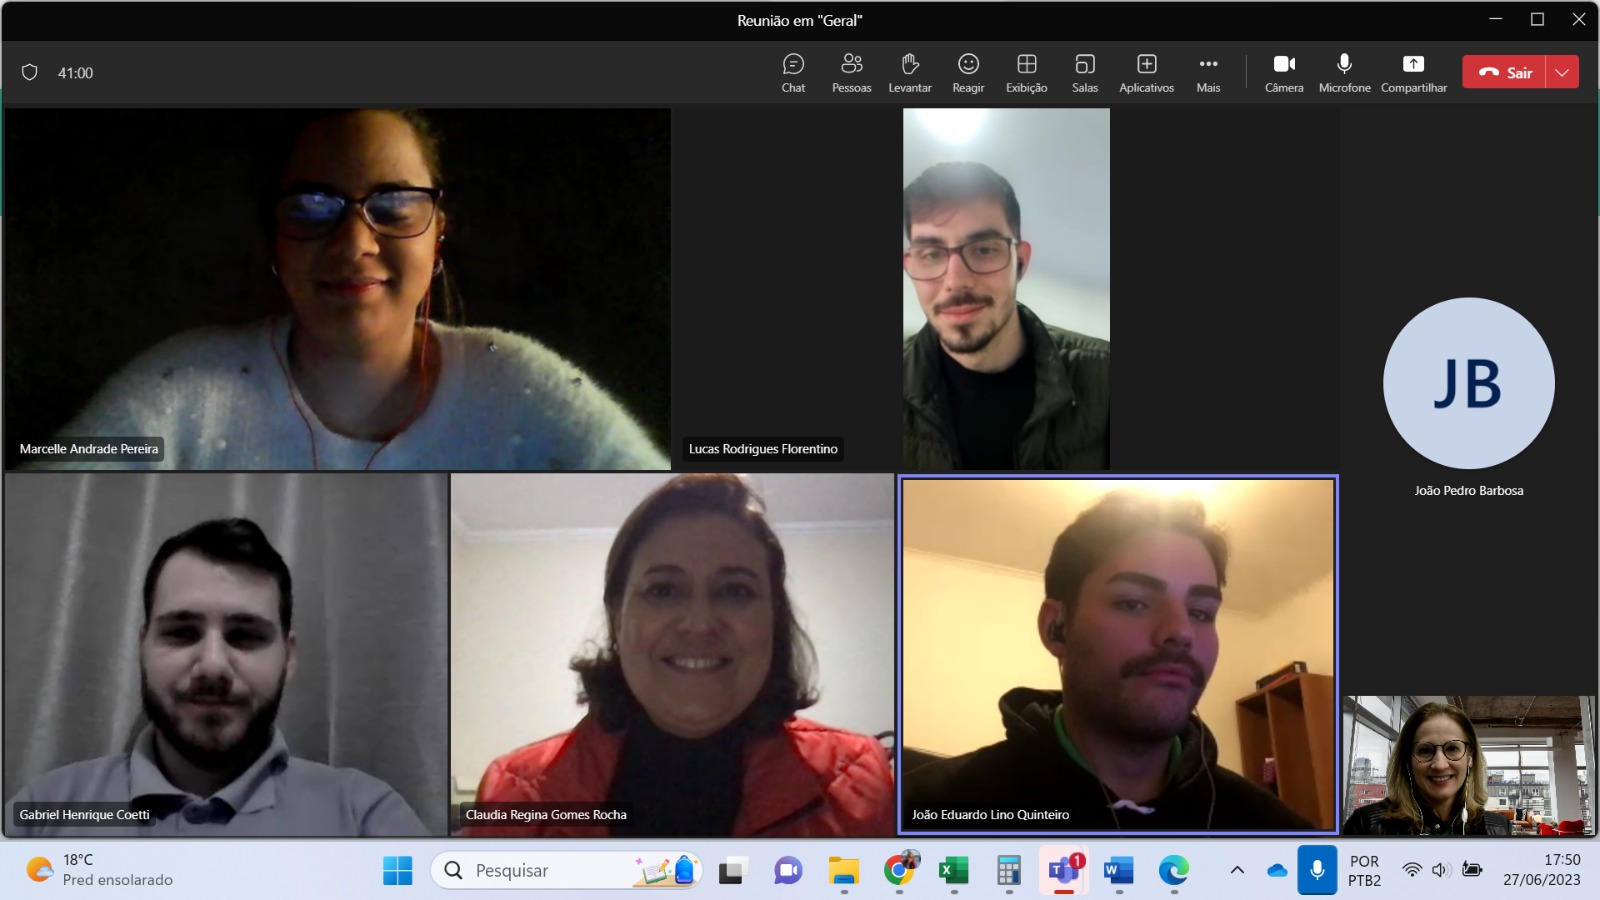 Reunião em "Geral"
41:00
Chat
Pessoas
Levantar
Reagir
Exibição
Salas
Aplicativos
Mais
Câmera
Microfone
Compartilhar
Sair
Marcelle Andrade Pereira
Lucas Rodrigues Florentino
JB
João Pedro Barbosa
Gabriel Henrique Coetti
Claudia Regina Gomes Rocha
João Eduardo Lino Quinteiro
18°C
Pred ensolarado
Pesquisar
X
T
1
W
POR
PTB2
17:50
27/06/2023